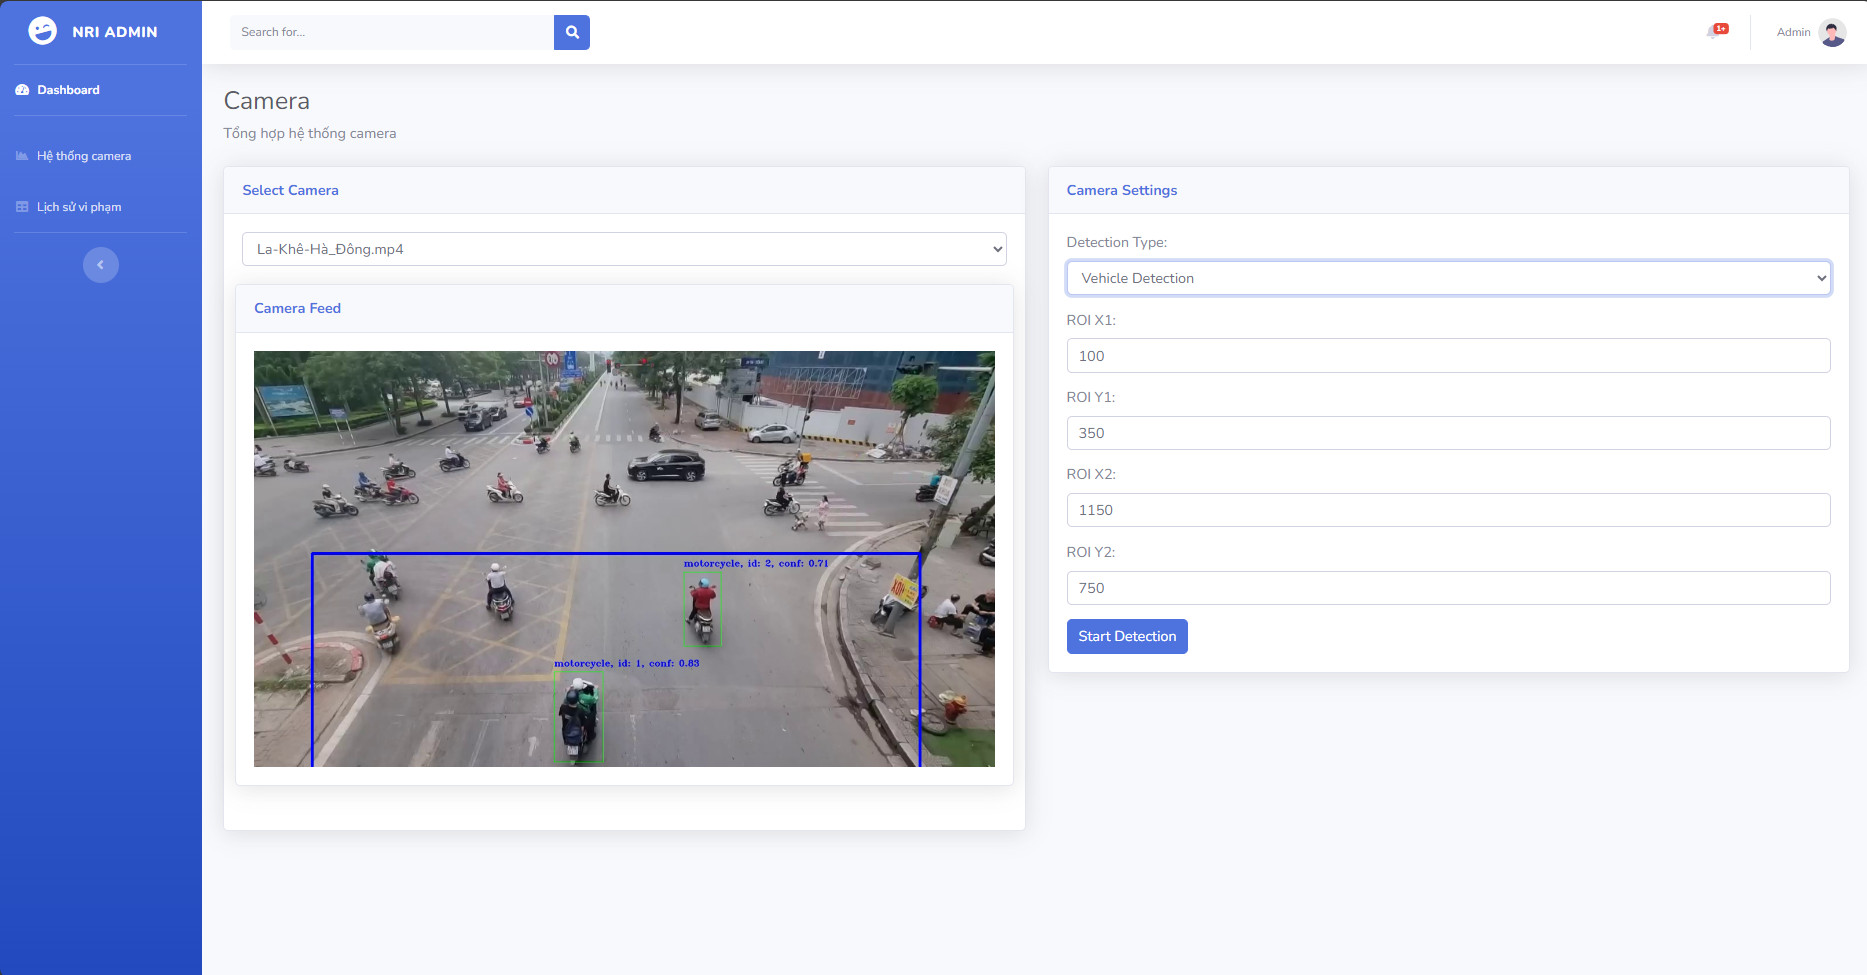 NRI ADMIN
Search for...
1+
Admin
Dashboard
Hệ thống camera
Lịch sử vi phạm
Camera
Tổng hợp hệ thống camera
Select Camera
La-Khê-Hà_Đông.mp4
Camera Feed
motorcycle, id: 2, conf: 0.71
motorcycle, id: 1, conf: 0.83
Camera Settings
Detection Type:
Vehicle Detection
ROI X1:
100
ROI Y1:
350
ROI X2:
1150
ROI Y2:
750
Start Detection